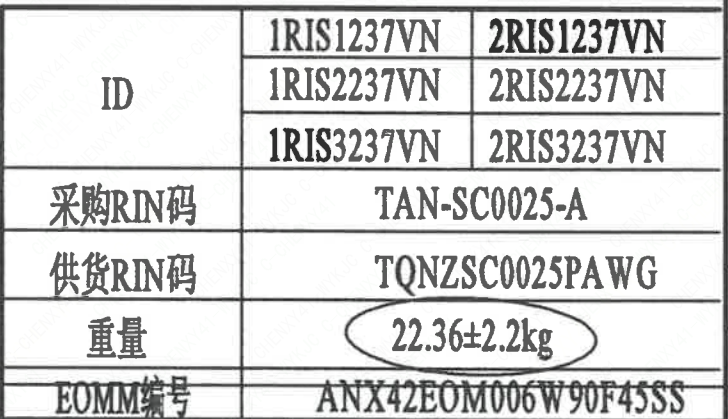 1RIS1237VN 2RIS1237VN
ID 1RIS2237VN 2RIS2237VN
1RIS3237VN 2RIS3237VN
采购RIN码 TAN-SC0025-A
供货RIN码 TQNZSC0025PAWG
重量 22.36±2.2kg
EOMM编号 ANX42EOM006W90F45SS